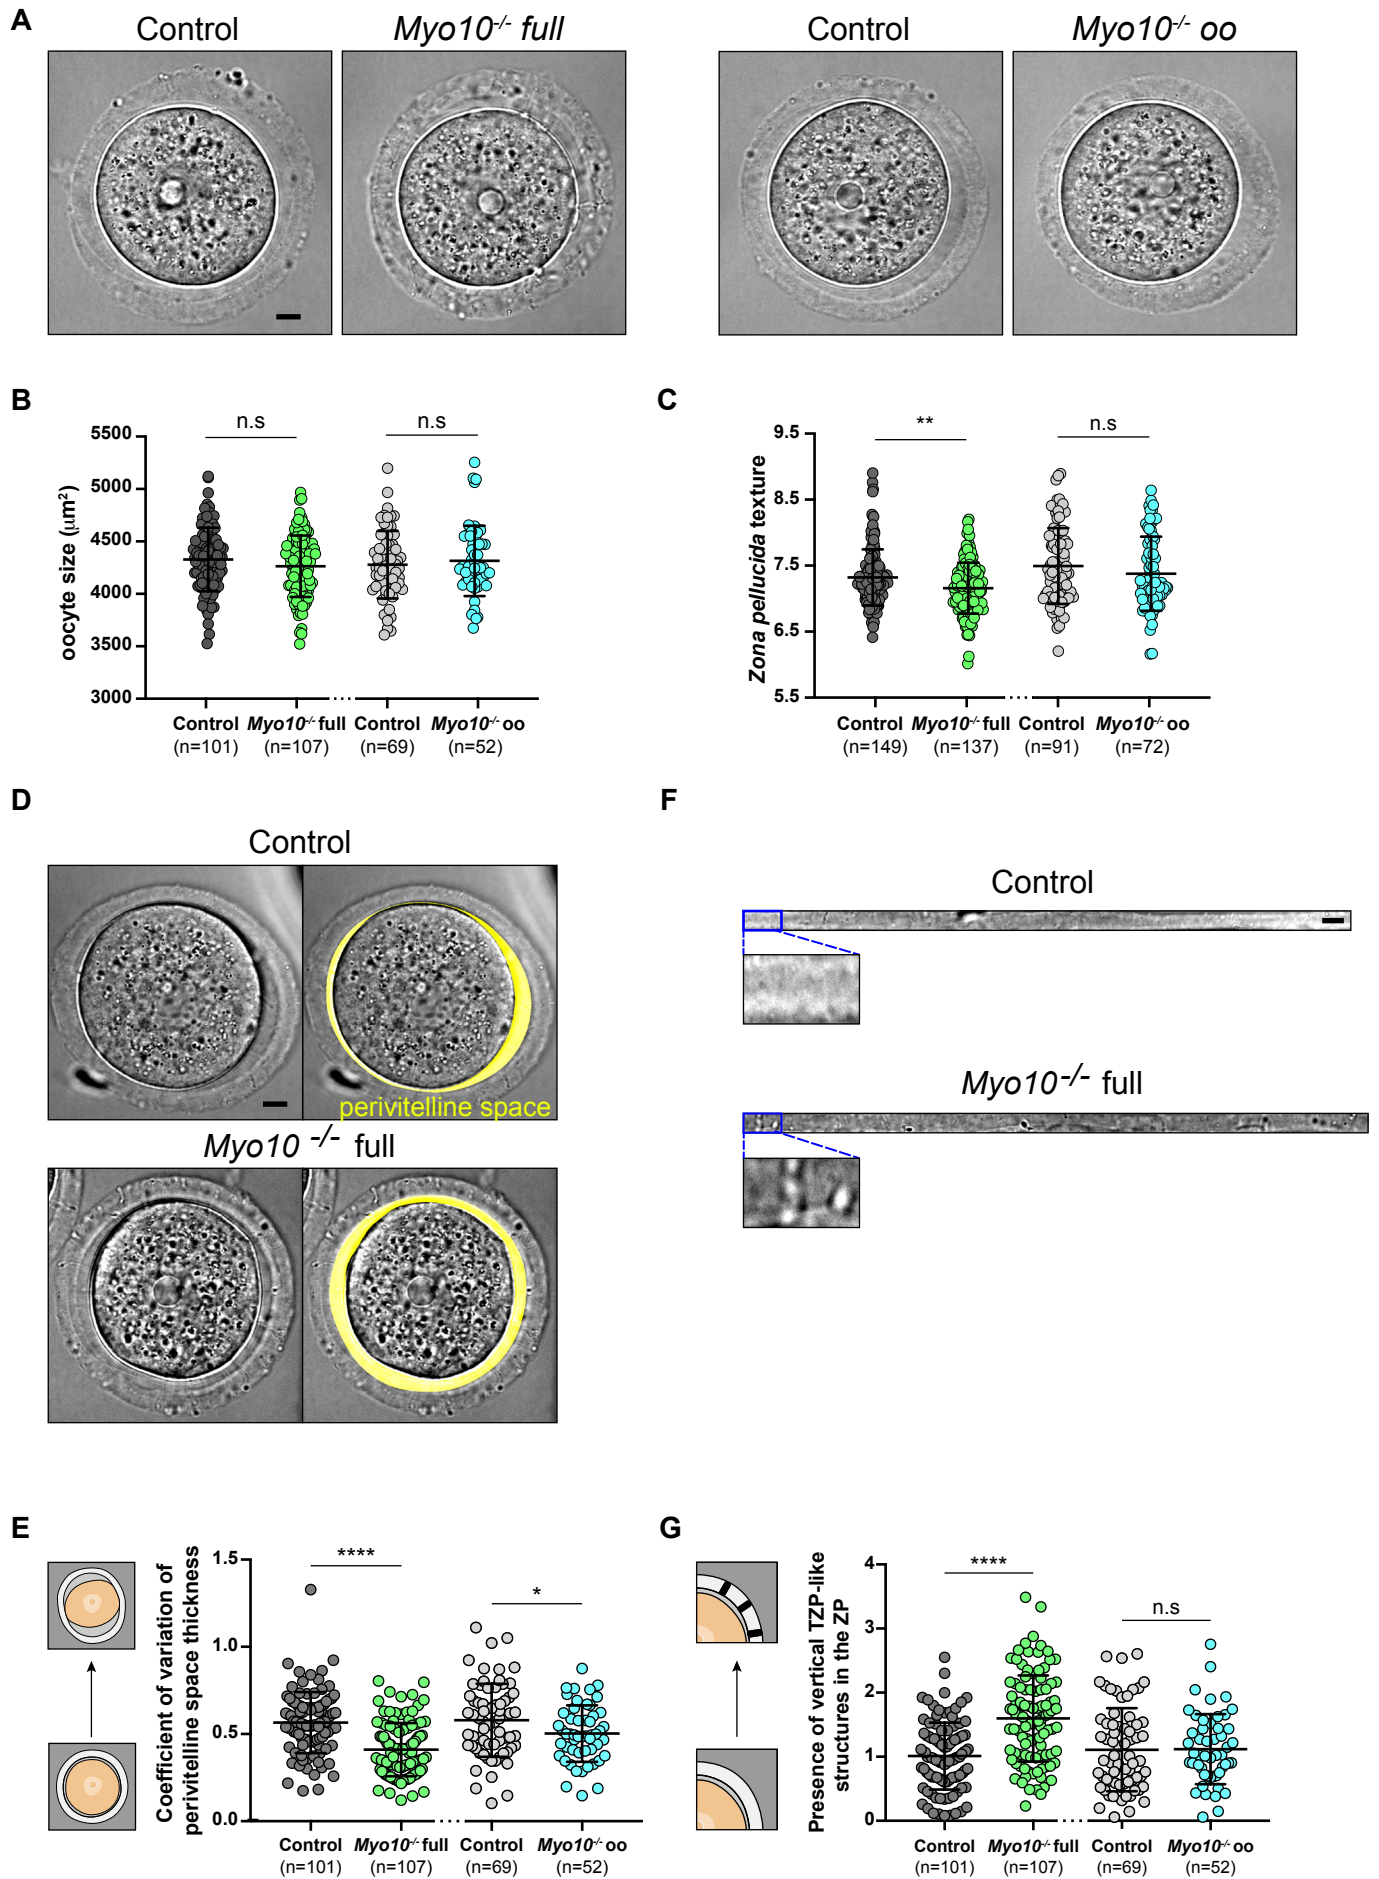 A
Control
Myo10-/- full
Control
Myo10-/- oo
B
n.s
n.s
5500
5000
4500
4000
3500
3000
oocyte size (μm²)
Control
Myo10-/- full
Control
Myo10-/- oo
(n=101)
(n=107)
(n=69)
(n=52)
C
**
n.s
9.5
8.5
7.5
6.5
5.5
Zona pellucida texture
Control
Myo10-/- full
Control
Myo10-/- oo
(n=149)
(n=137)
(n=91)
(n=72)
D
Control
perivitelline space
Myo10 -/- full
F
Control
Myo10-/- full
E
****
*
1.5
1.0
0.5
0.0
Coefficient of variation of
perivitelline space thickness
Control
Myo10-/- full
Control
Myo10-/- oo
(n=101)
(n=107)
(n=69)
(n=52)
G
****
n.s
4
3
2
1
0
Presence of vertical TZP-like
structures in the ZP
Control
Myo10-/- full
Control
Myo10-/- oo
(n=101)
(n=107)
(n=69)
(n=52)